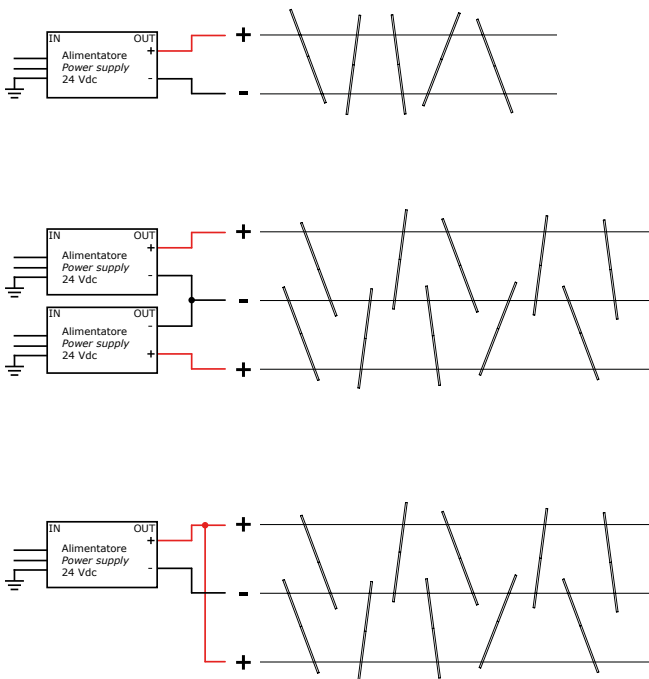 IN OUT
Alimentatore
Power supply
24 Vdc
+
-
+
-
IN OUT
Alimentatore
Power supply
24 Vdc
+
-
+
-
+
IN OUT
Alimentatore
Power supply
24 Vdc
-
+
IN OUT
Alimentatore
Power supply
24 Vdc
+
-
+
-
+